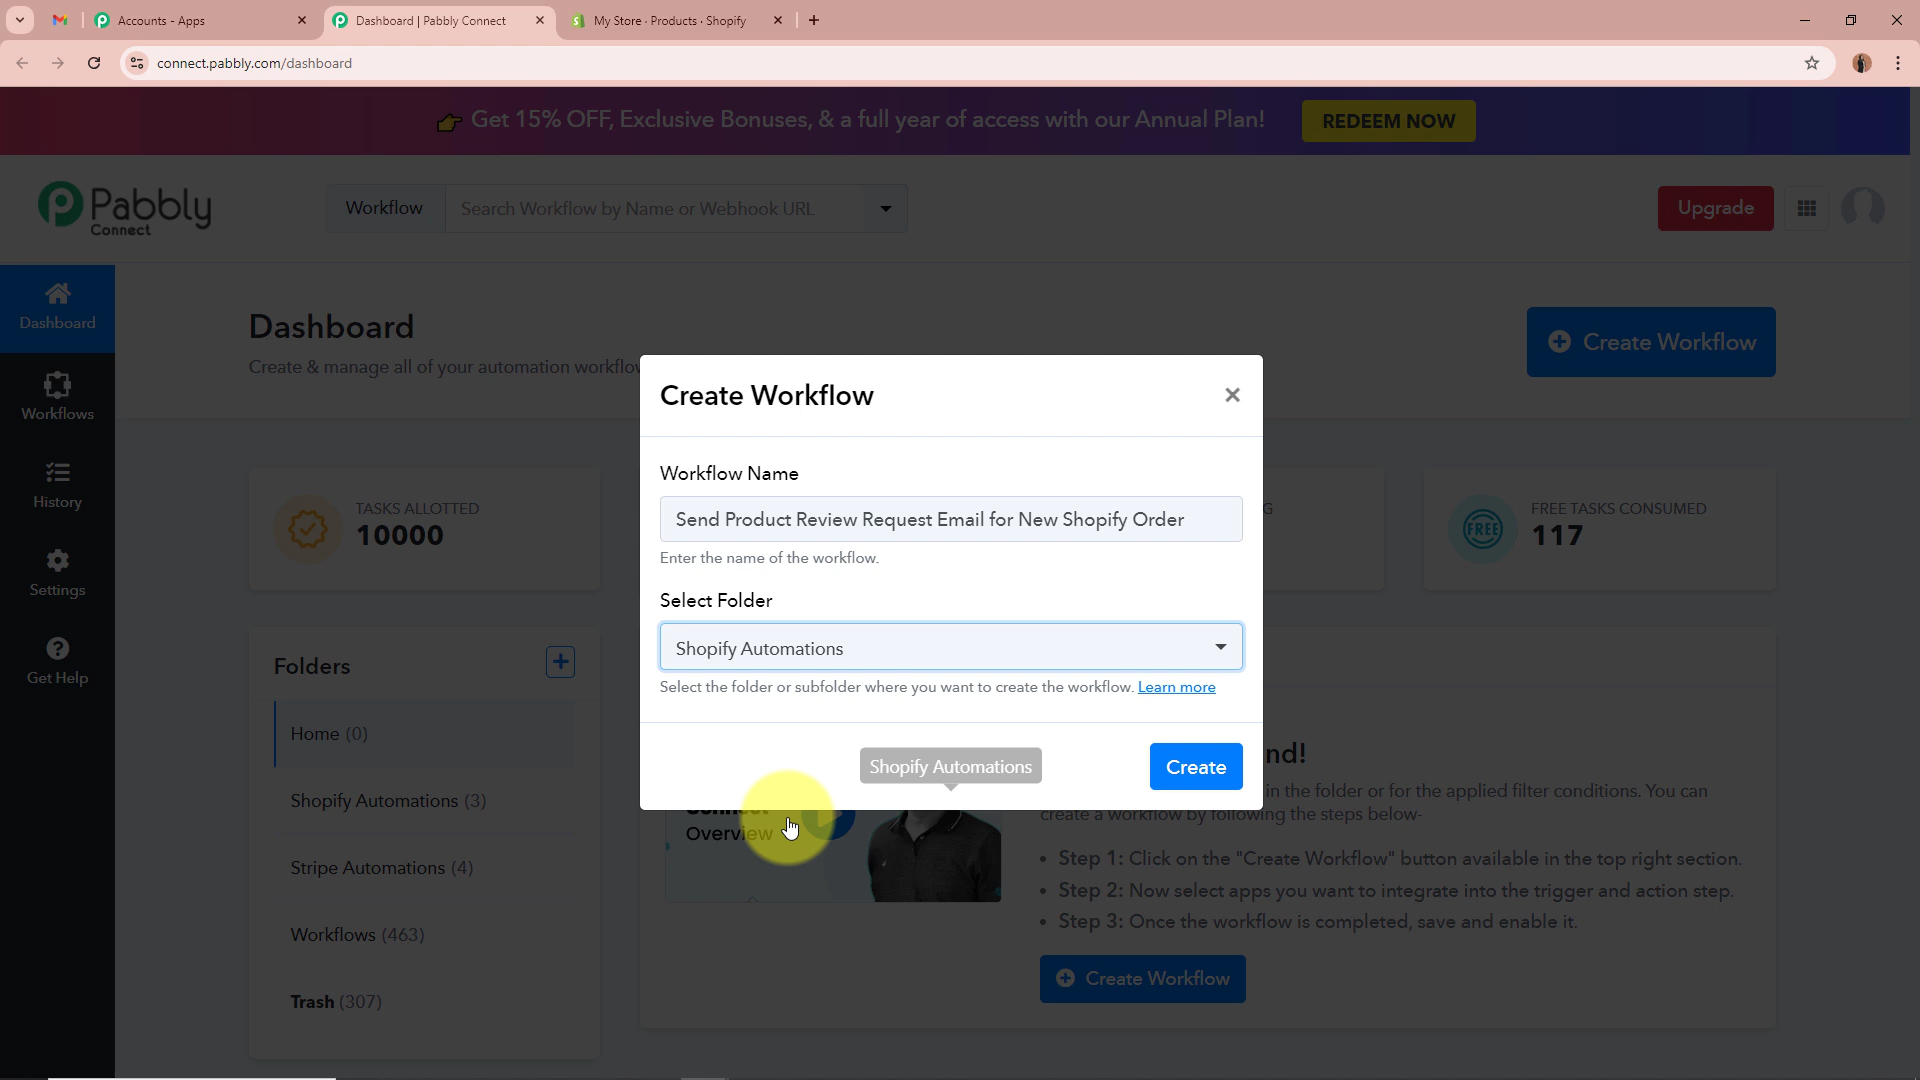 Accounts - Apps
Dashboard | Pabbly Connect
My Store · Products · Shopify
connect.pabbly.com/dashboard
Get 15% OFF, Exclusive Bonuses, & a full year of access with our Annual Plan!
REDEEM NOW
Pabbly
Connect
Workflow
Search Workflow by Name or Webhook URL
Upgrade
Dashboard
Workflows
History
Settings
Get Help
Dashboard
Create & manage all of your automation
Create Workflow
TASKS ALLOTTED
10000
FREE TASKS CONSUMED
117
FREE
Create Workflow
Workflow Name
Send Product Review Request Email for New Shopify Order
Enter the name of the workflow.
Select Folder
Shopify Automations
Select the folder or subfolder where you want to create the workflow. Learn more
Shopify Automations
Create
Folders
Home (0)
Shopify Automations (3)
Stripe Automations (4)
Workflows (463)
Trash (307)
Overview
nd!
in the folder or for the applied filter conditions. You can
create a workflow by following the steps below-
• Step 1: Click on the "Create Workflow" button available in the top right section.
• Step 2: Now select apps you want to integrate into the trigger and action step.
• Step 3: Once the workflow is completed, save and enable it.
Create Workflow